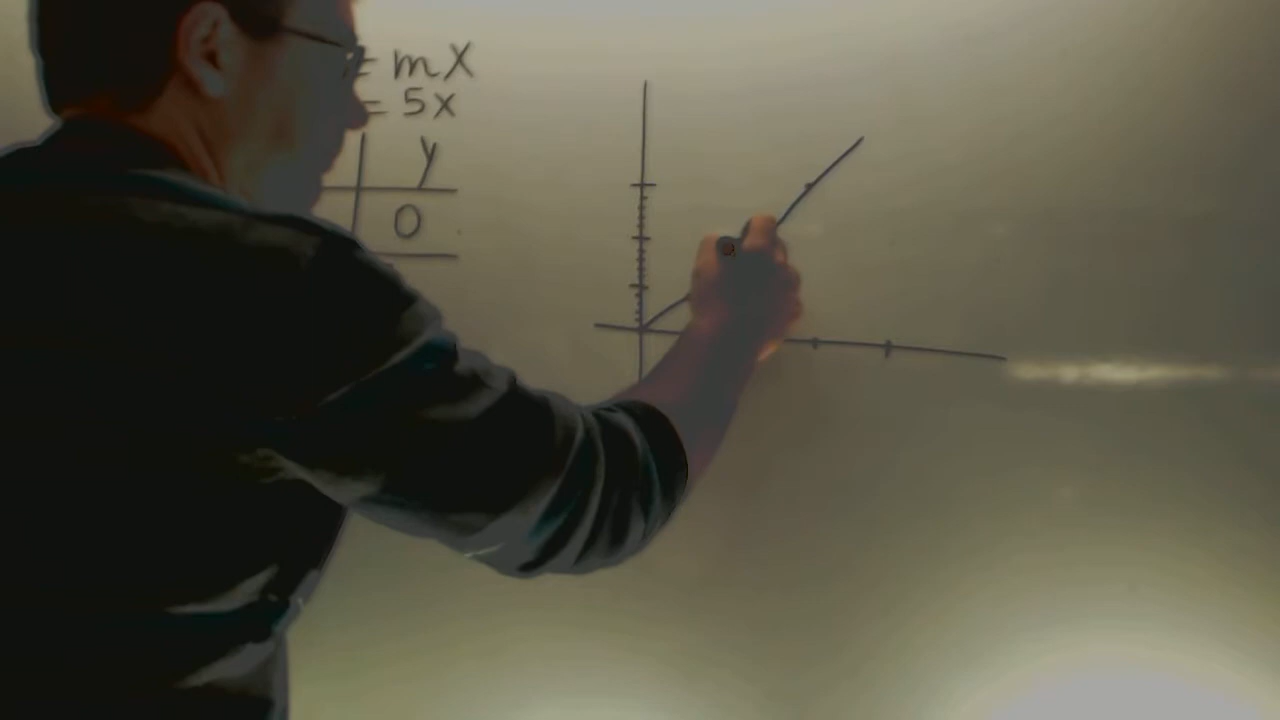 = mX
= 5x
y
0